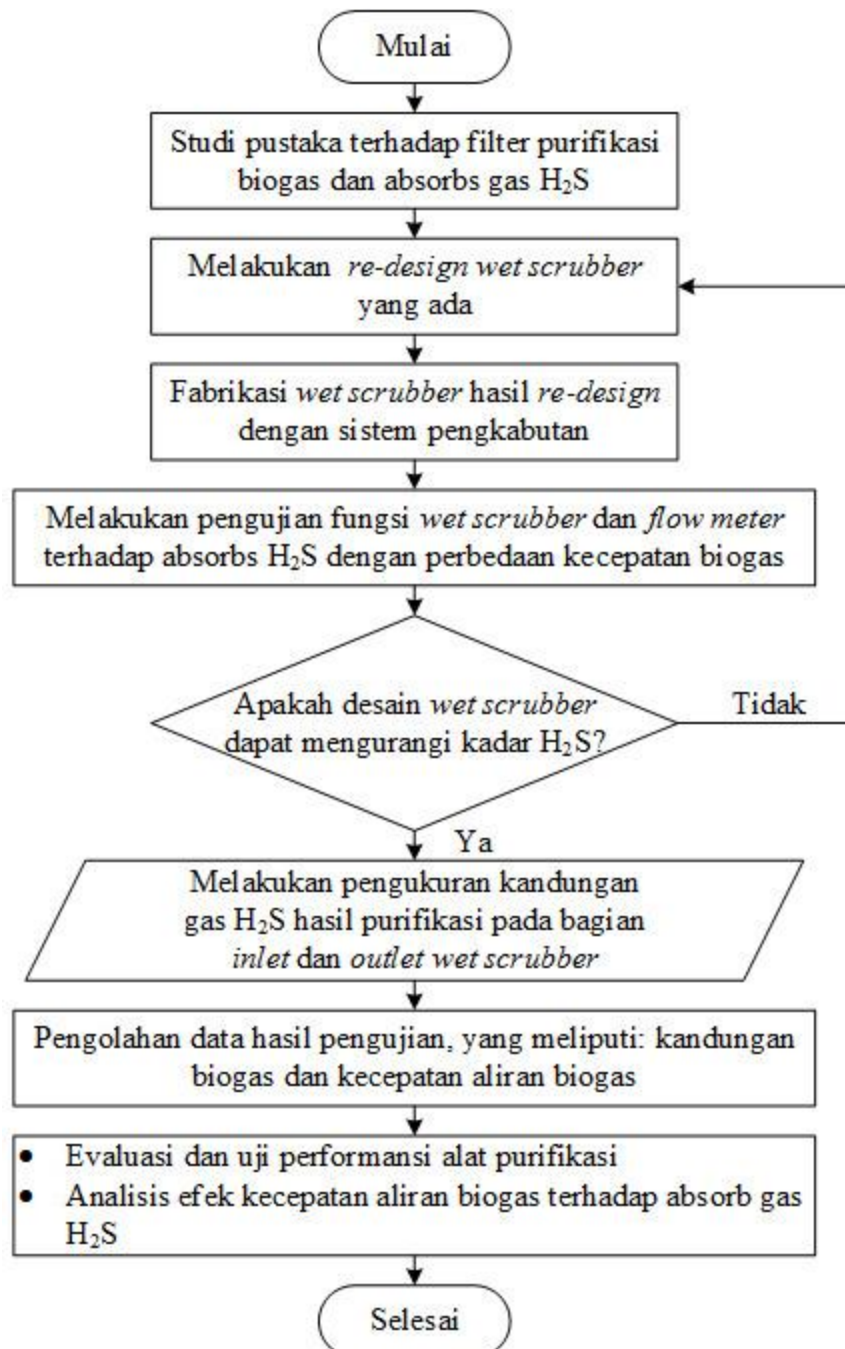 Mulai
Studi pustaka terhadap filter purifikasi
biogas dan absorbs gas H₂S
Melakukan re-design wet scrubber
yang ada
Fabrikasi wet scrubber hasil re-design
dengan sistem pengkabutan
Melakukan pengujian fungsi wet scrubber dan flow meter
terhadap absorbs H₂S dengan perbedaan kecepatan biogas
Apakah desain wet scrubber
dapat mengurangi kadar H₂S?
Tidak
Ya
Melakukan pengukuran kandungan
gas H₂S hasil purifikasi pada bagian
inlet dan outlet wet scrubber
Pengolahan data hasil pengujian, yang meliputi: kandungan
biogas dan kecepatan aliran biogas
• Evaluasi dan uji performansi alat purifikasi
• Analisis efek kecepatan aliran biogas terhadap absorb gas
H₂S
Selesai